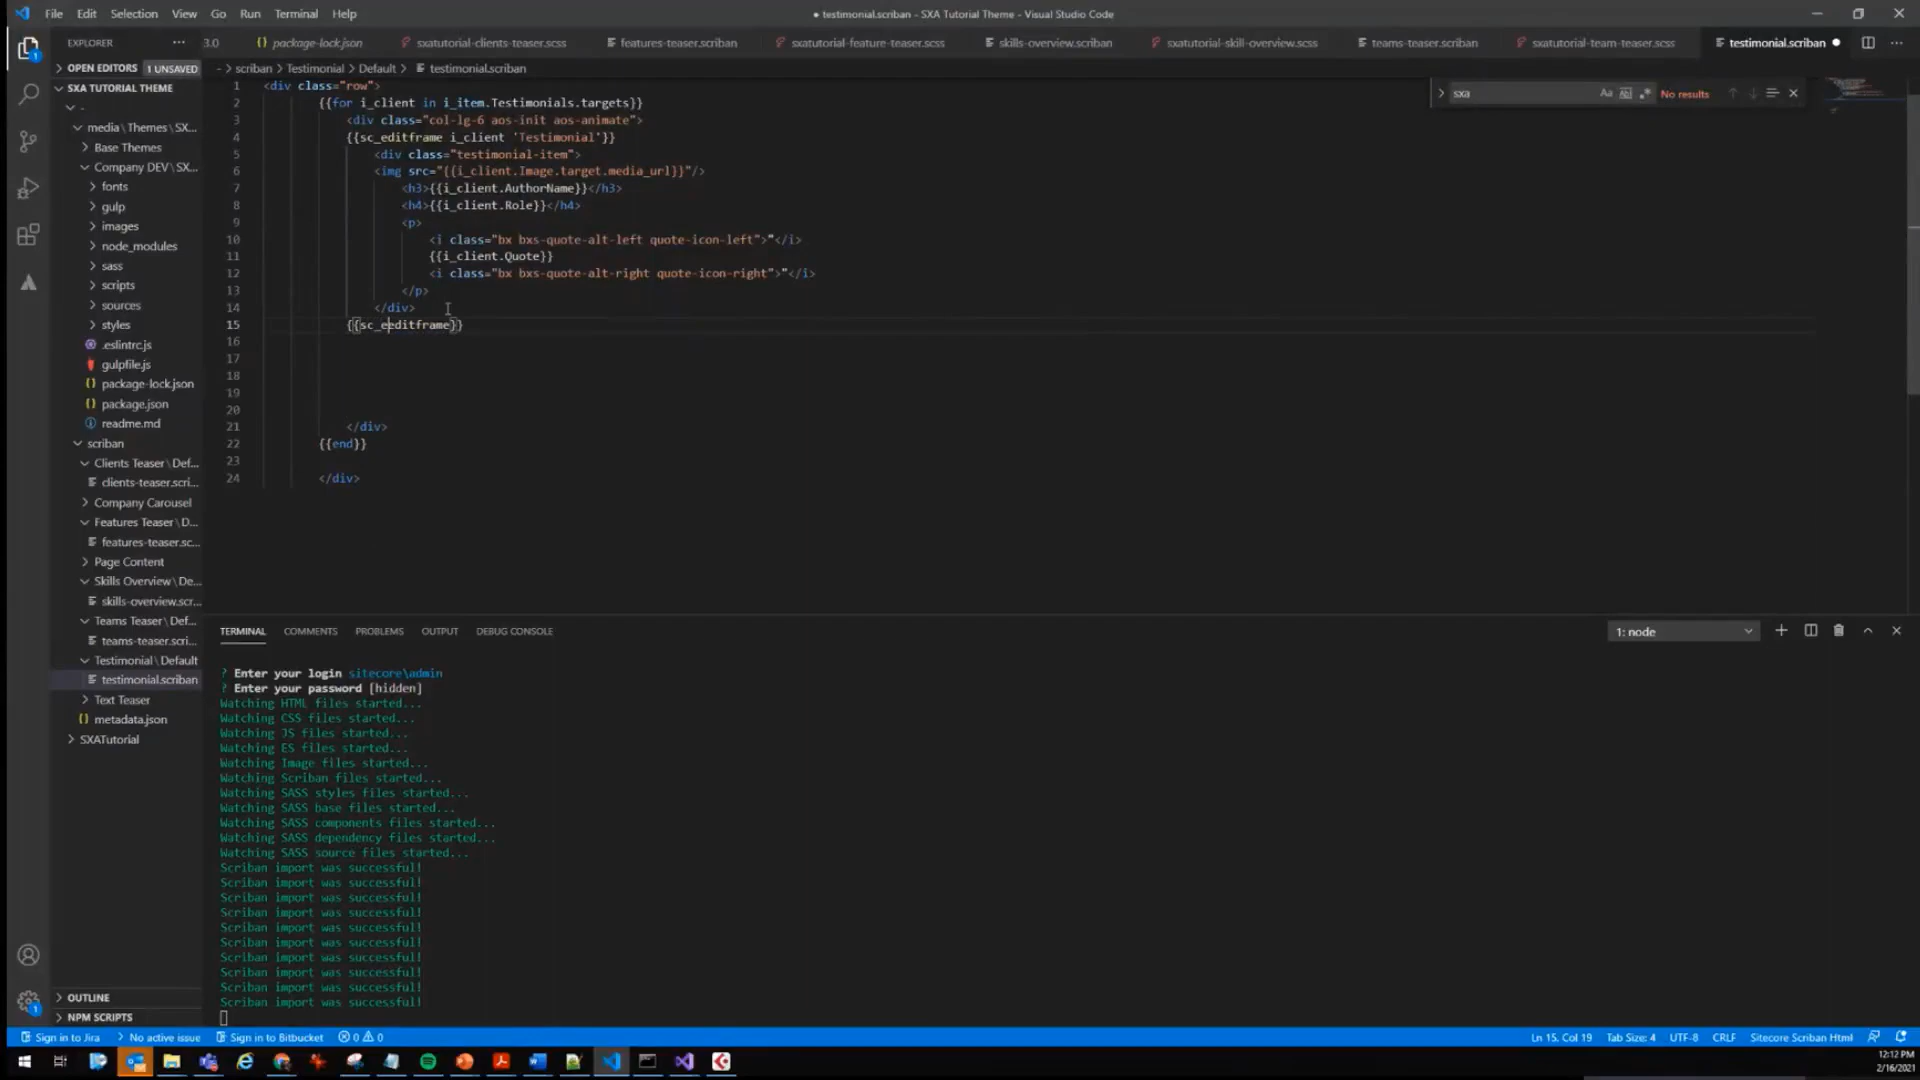 File Edit Selection View Go Run Terminal Help
● testimonial.scriban - SXA Tutorial Theme - Visual Studio Code
EXPLORER ···
3.0 package-lock.json sxatutorial-clients-teaser.scss features-teaser.scriban sxatutorial-feature-teaser.scss skills-overview.scriban sxatutorial-skill-overview.scss teams-teaser.scriban sxatutorial-team-teaser.scss testimonial.scriban ●
OPEN EDITORS 1 UNSAVED
SXA TUTORIAL THEME
media\Themes\SX...
Base Themes
Company DEV\SX...
fonts
gulp
images
node_modules
sass
scripts
sources
styles
.eslintrc.js
gulpfile.js
package-lock.json
package.json
readme.md
scriban
Clients Teaser\Def...
clients-teaser.scri...
Company Carousel
Features Teaser\D...
features-teaser.sc...
Page Content
Skills Overview\De...
skills-overview.scr...
Teams Teaser\Def...
teams-teaser.scri...
Testimonial\Default
testimonial.scriban
Text Teaser
metadata.json
SXATutorial
OUTLINE
NPM SCRIPTS
- > scriban > Testimonial > Default > testimonial.scriban
sxa Aa No results
1 <div class="row">
2 {{for i_client in i_item.Testimonials.targets}}
3 <div class="col-lg-6 aos-init aos-animate">
4 {{sc_editframe i_client 'Testimonial'}}
5 <div class="testimonial-item">
6 <img src="{{i_client.Image.target.media_url}}"/>
7 <h3>{{i_client.AuthorName}}</h3>
8 <h4>{{i_client.Role}}</h4>
9 <p>
10 <i class="bx bxs-quote-alt-left quote-icon-left">"</i>
11 {{i_client.Quote}}
12 <i class="bx bxs-quote-alt-right quote-icon-right">"</i>
13 </p>
14 </div>
15 {{sc_eeditframe}}
16
17
18
19
20
21 </div>
22 {{end}}
23
24 </div>
TERMINAL COMMENTS PROBLEMS OUTPUT DEBUG CONSOLE
1: node
? Enter your login sitecore\admin
? Enter your password [hidden]
Watching HTML files started...
Watching CSS files started...
Watching JS files started...
Watching ES files started...
Watching Image files started...
Watching Scriban files started...
Watching SASS styles files started...
Watching SASS base files started...
Watching SASS components files started...
Watching SASS dependency files started...
Watching SASS source files started...
Scriban import was successful!
Scriban import was successful!
Scriban import was successful!
Scriban import was successful!
Scriban import was successful!
Scriban import was successful!
Scriban import was successful!
Scriban import was successful!
Scriban import was successful!
Scriban import was successful!
Sign in to Jira No active issue Sign in to Bitbucket 0 0
Ln 15, Col 19 Tab Size: 4 UTF-8 CRLF Sitecore Scriban Html
12:12 PM
2/16/2021